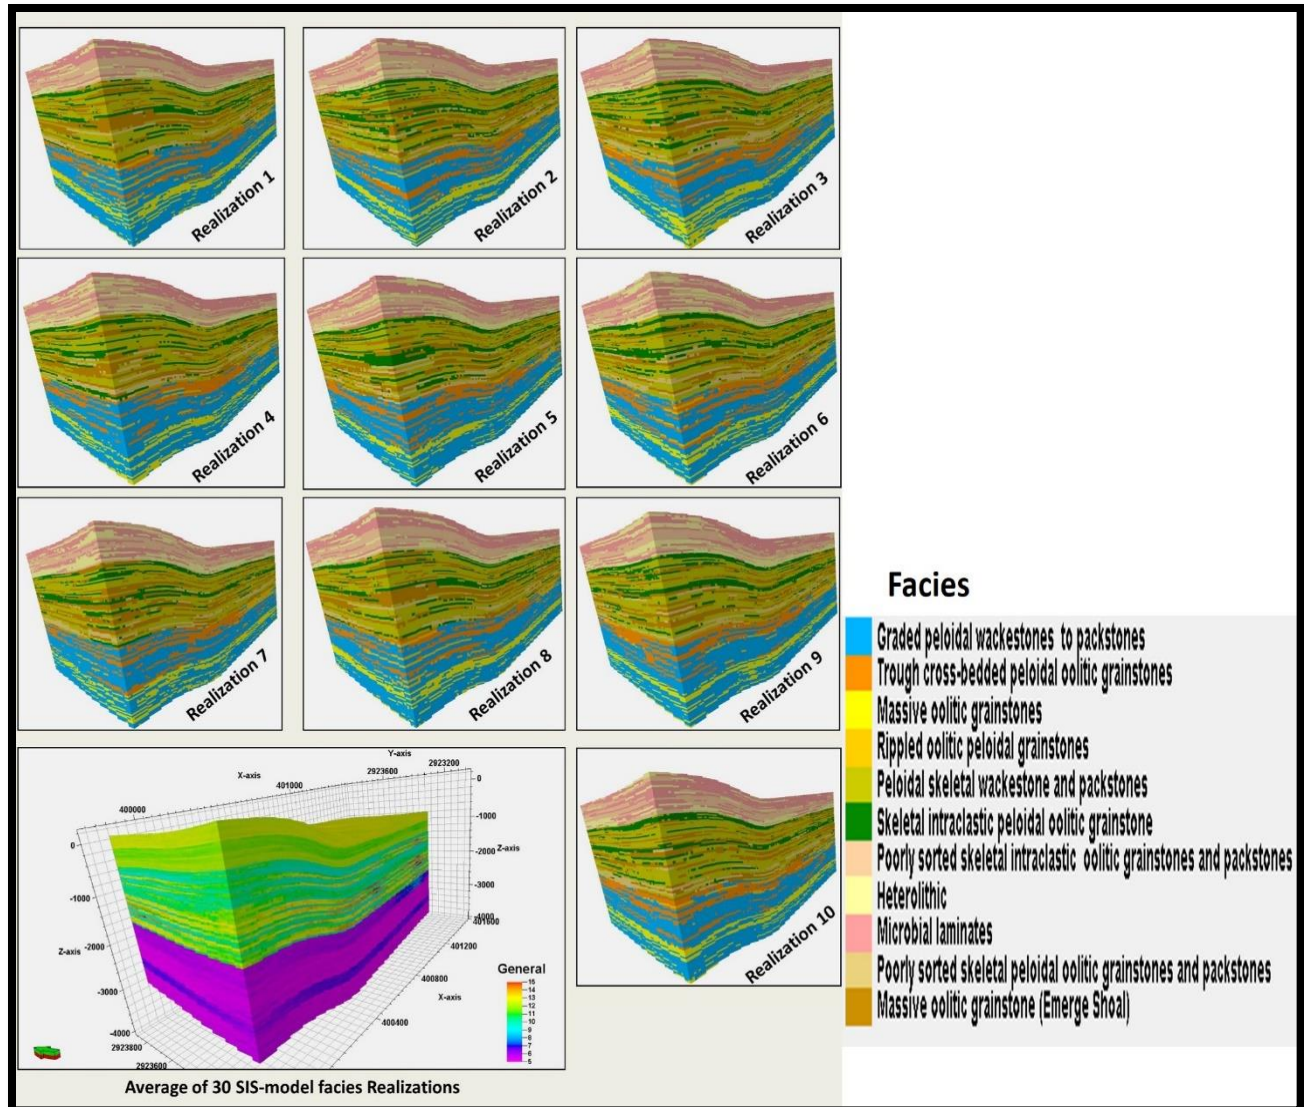 Realization 1
Realization 2
Realization 3
Realization 4
Realization 5
Realization 6
Realization 7
Realization 8
Realization 9
Y-axis
2923200
2923600
X-axis
401000
400000
0
0
-1000
-1000
-2000
Z-axis
-3000
-4000
401600
401200
Z-axis
-2000
-3000
-4000
2923800
2923600
400400
400800
X-axis
General
15
14
13
12
11
10
9
8
7
6
5
Average of 30 SIS-model facies Realizations
Realization 10
Facies
Graded peloidal wackestones to packstones
Trough cross-bedded peloidal oolitic grainstones
Massive oolitic grainstones
Rippled oolitic peloidal grainstones
Peloidal skeletal wackestone and packstones
Skeletal intraclastic peloidal oolitic grainstone
Poorly sorted skeletal intraclastic oolitic grainstones and packstones
Heterolithic
Microbial laminates
Poorly sorted skeletal peloidal oolitic grainstones and packstones
Massive oolitic grainstone (Emerge Shoal)